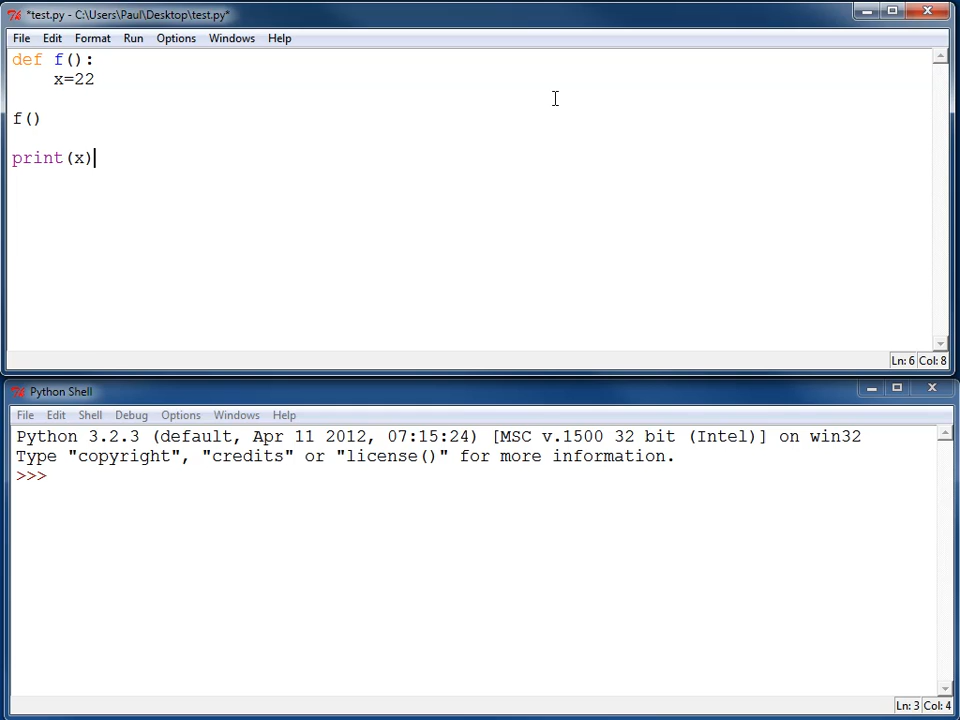 *test.py - C:\Users\Paul\Desktop\test.py*
File Edit Format Run Options Windows Help
def f():
    x=22
f()
print(x)
Ln: 6 Col: 8
Python Shell
File Edit Shell Debug Options Windows Help
Python 3.2.3 (default, Apr 11 2012, 07:15:24) [MSC v.1500 32 bit (Intel)] on win32
Type "copyright", "credits" or "license()" for more information.
>>>
Ln: 3 Col: 4